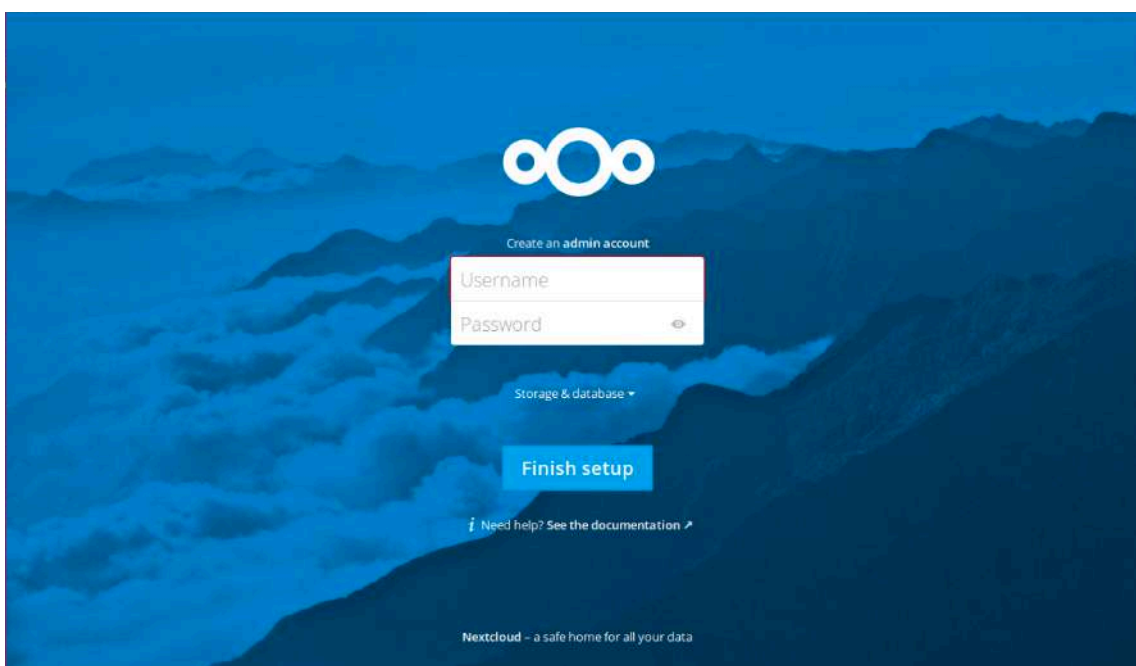 Create an admin account
Username
Password
Storage & database
Finish setup
i Need help? See the documentation ↗
Nextcloud – a safe home for all your data